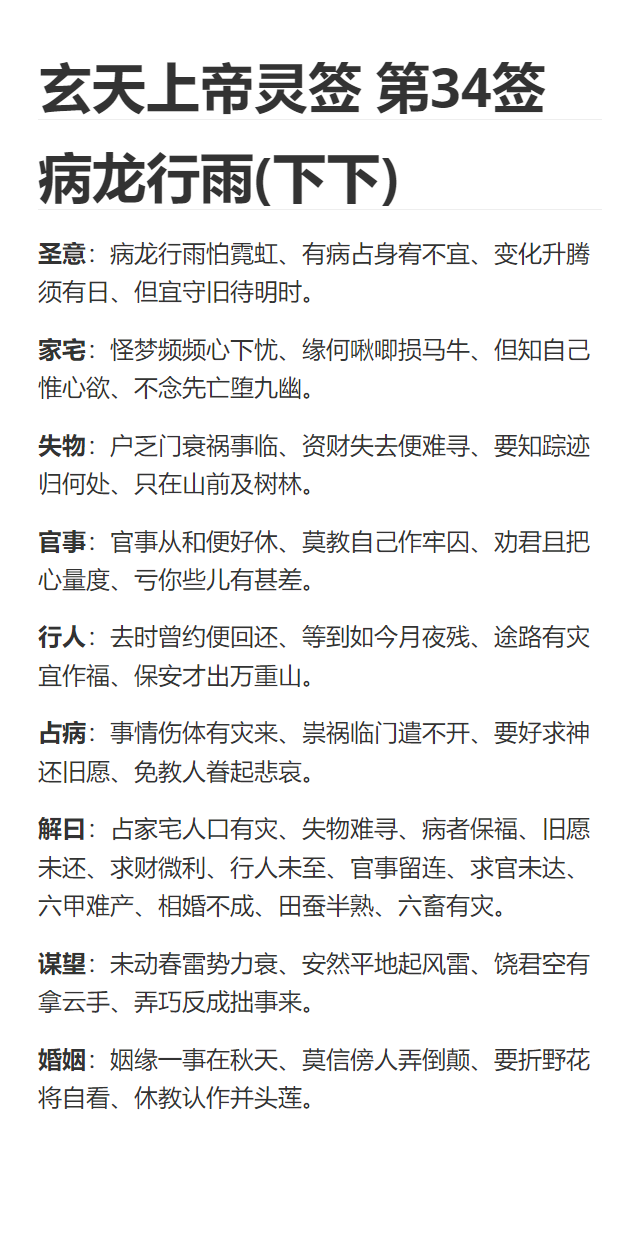 玄天上帝灵签 第34签
病龙行雨(下下)
圣意：病龙行雨怕霓虹、有病占身宥不宜、变化升腾
须有日、但宜守旧待明时。
家宅：怪梦频频心下忧、缘何啾唧损马牛、但知自己
惟心欲、不念先亡堕九幽。
失物：户乏门衰祸事临、资财失去便难寻、要知踪迹
归何处、只在山前及树林。
官事：官事从和便好休、莫教自己作牢囚、劝君且把
心量度、亏你些儿有甚差。
行人：去时曾约便回还、等到如今月夜残、途路有灾
宜作福、保安才出万重山。
占病：事情伤体有灾来、祟祸临门遣不开、要好求神
还旧愿、免教人眷起悲哀。
解曰：占家宅人口有灾、失物难寻、病者保福、旧愿
未还、求财微利、行人未至、官事留连、求官未达、
六甲难产、相婚不成、田蚕半熟、六畜有灾。
谋望：未动春雷势力衰、安然平地起风雷、饶君空有
拿云手、弄巧反成拙事来。
婚姻：姻缘一事在秋天、莫信傍人弄倒颠、要折野花
将自看、休教认作并头莲。